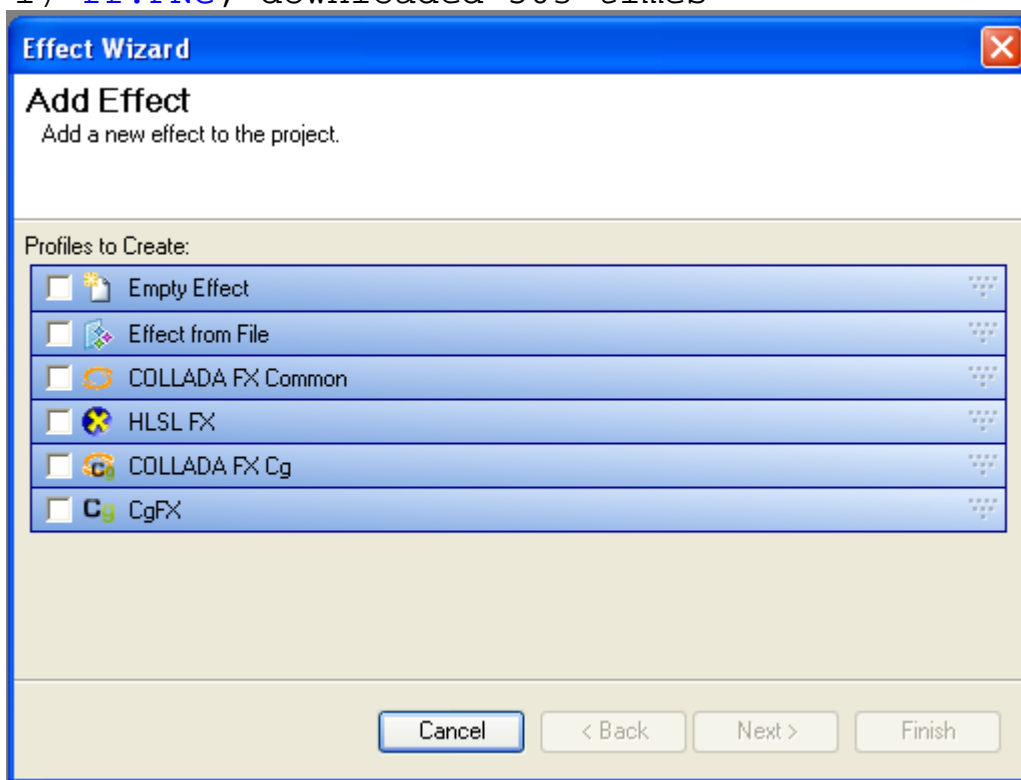 Effect Wizard
Add Effect
Add a new effect to the project.
Profiles to Create:
Empty Effect
Effect from File
COLLADA FX Common
HLSL FX
COLLADA FX Cg
Cg CgFX
Cancel < Back Next > Finish